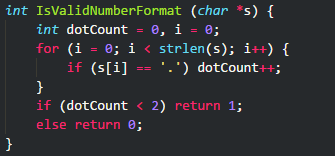 int IsValidNumberFormat (char *s) {
    int dotCount = 0, i = 0;
    for (i = 0; i < strlen(s); i++) {
        if (s[i] == '.') dotCount++;
    }
    if (dotCount < 2) return 1;
    else return 0;
}